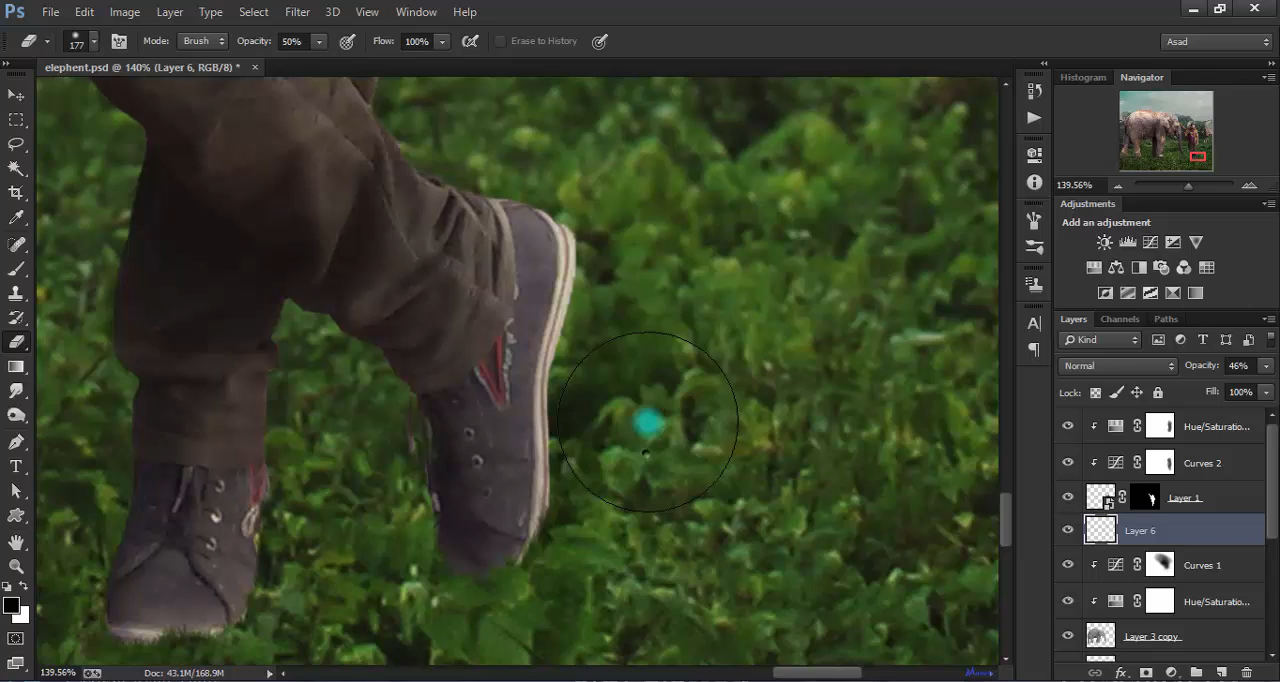 Ps File Edit Image Layer Type Select Filter 3D View Window Help
177 Mode: Brush Opacity: 50% Flow: 100% Erase to History Asad
elephent.psd @ 140% (Layer 6, RGB/8) * ×
Histogram Navigator
139.56%
Adjustments
Add an adjustment
Layers Channels Paths
Kind
Normal Opacity: 46%
Lock: Fill: 100%
Hue/Saturatio...
Curves 2
Layer 1
Layer 6
Curves 1
Hue/Saturatio...
Layer 3 copy
139.56% Doc: 43.1M/168.9M